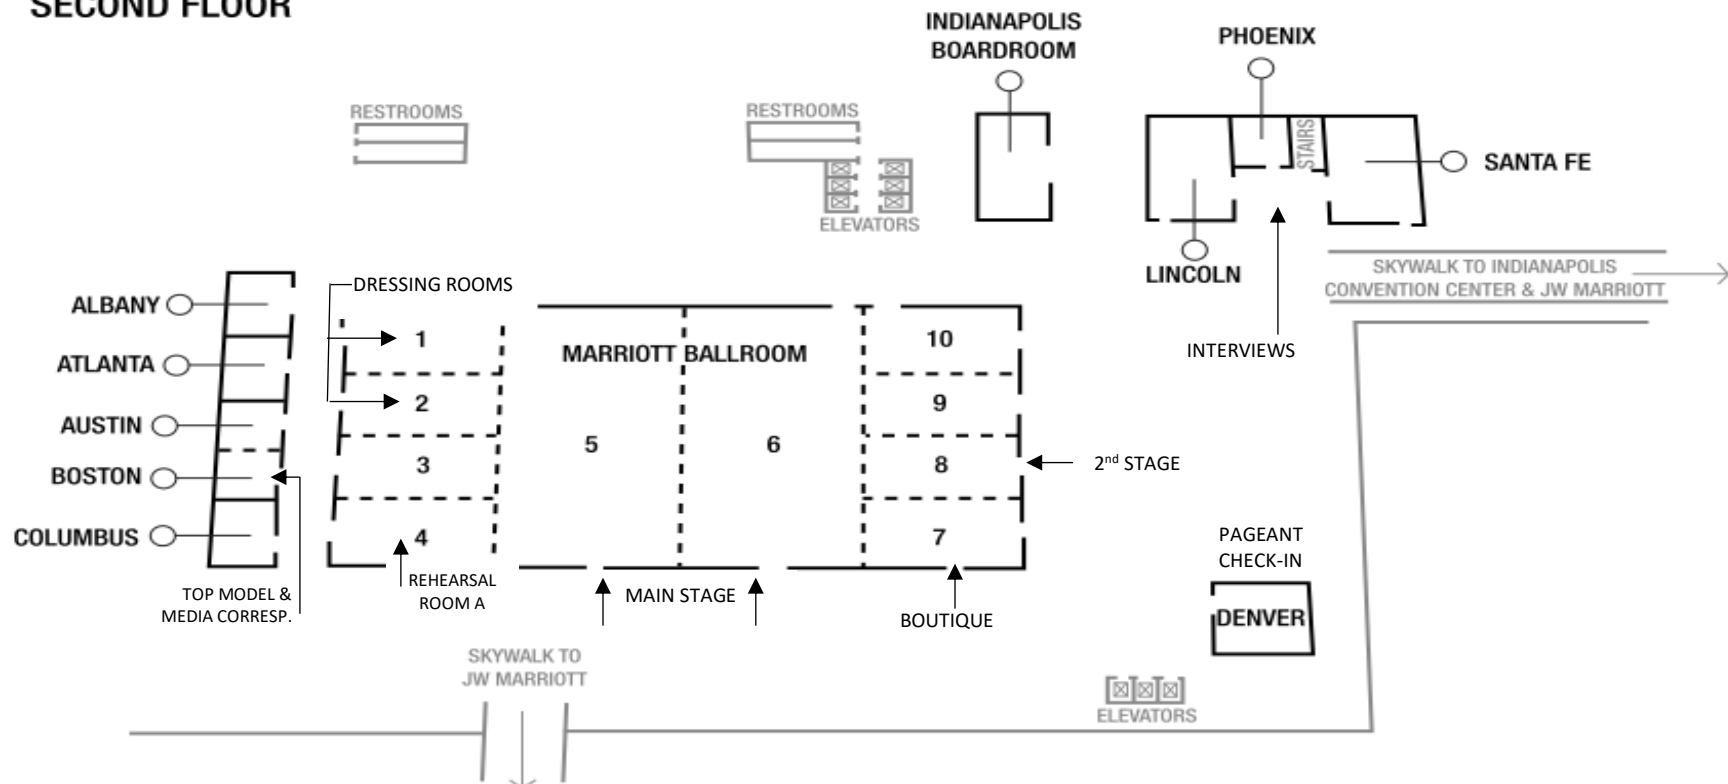 SECOND FLOOR
INDIANAPOLIS
BOARDROOM
PHOENIX
RESTROOMS
RESTROOMS
STAIRS
SANTA FE
ELEVATORS
LINCOLN
SKYWALK TO INDIANAPOLIS
CONVENTION CENTER & JW MARRIOTT
ALBANY
DRESSING ROOMS
1
MARRIOTT BALLROOM
10
INTERVIEWS
ATLANTA
2
9
AUSTIN
5
6
BOSTON
3
8
2nd STAGE
COLUMBUS
4
7
PAGEANT
CHECK-IN
TOP MODEL &
MEDIA CORRESP.
REHEARSAL
ROOM A
MAIN STAGE
BOUTIQUE
DENVER
SKYWALK TO
JW MARRIOTT
ELEVATORS